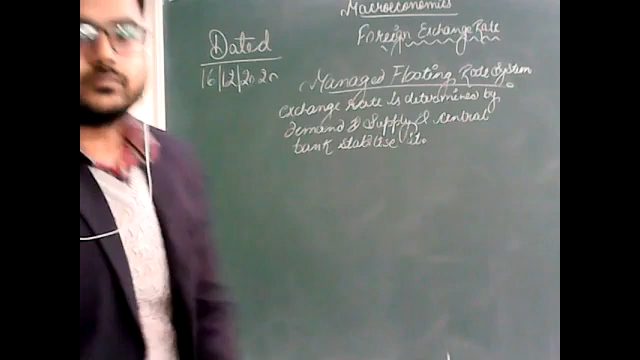 Macroeconomics
Foreign Exchange Rate
Dated
16/12/2020
Managed Floating Rate System
exchange Rate is determined by
demand & Supply & central
bank stabilise it.